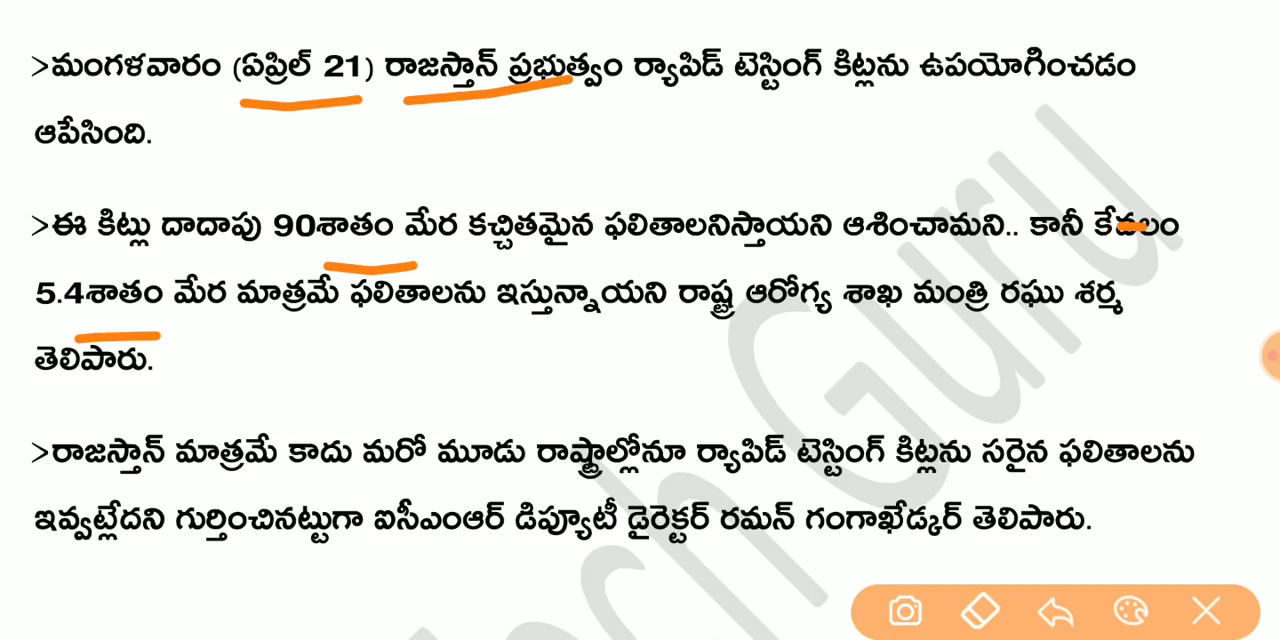 >మంగళవారం (ఏప్రిల్ 21) రాజస్తాన్ ప్రభుత్వం ర్యాపిడ్ టెస్టింగ్ కిట్లను ఉపయోగించడం
ఆపేసింది.
>ఈ కిట్లు దాదాపు 90శాతం మేర కచ్చితమైన ఫలితాలనిస్తాయని ఆశించామని.. కానీ కేవలం
5.4శాతం మేర మాత్రమే ఫలితాలను ఇస్తున్నాయని రాష్ట్ర ఆరోగ్య శాఖ మంత్రి రఘు శర్మ
తెలిపారు.
>రాజస్తాన్ మాత్రమే కాదు మరో మూడు రాష్ట్రాల్లోనూ ర్యాపిడ్ టెస్టింగ్ కిట్లను సరైన ఫలితాలను
ఇవ్వట్లేదని గుర్తించినట్టుగా ఐసీఎంఆర్ డిప్యూటీ డైరెక్టర్ రమన్ గంగాఖేడ్కర్ తెలిపారు.
Guru